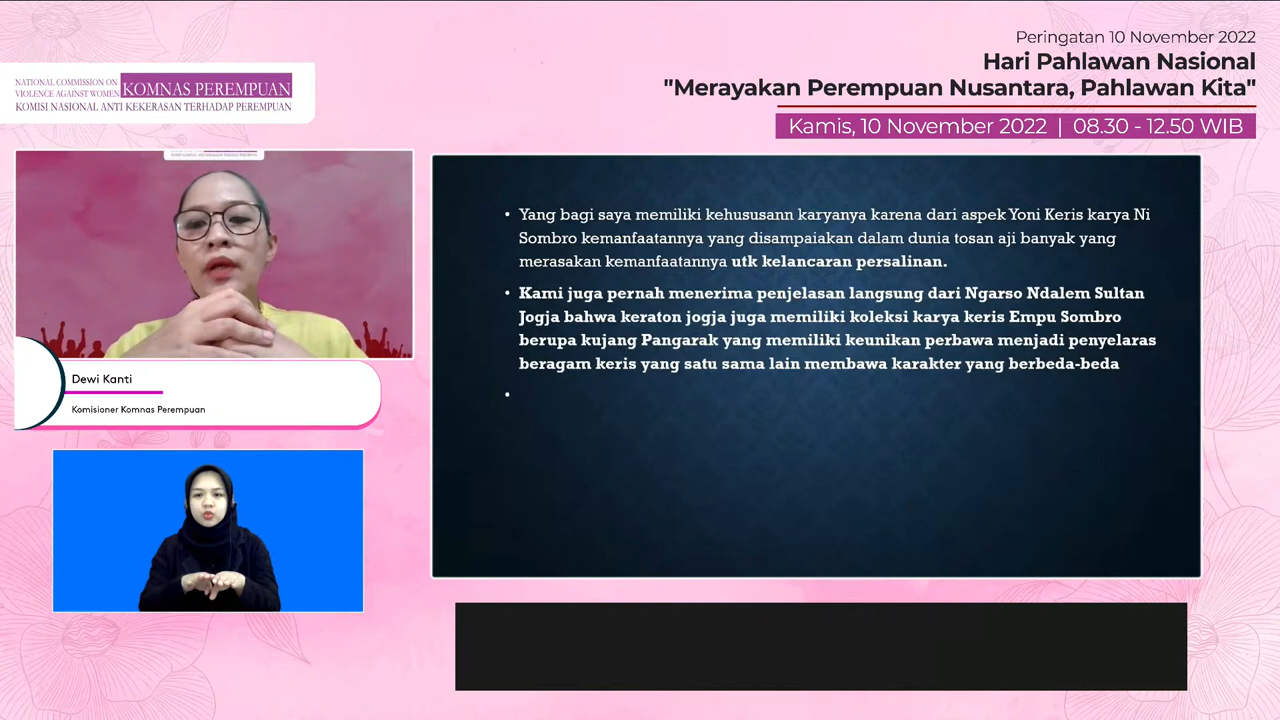 Peringatan 10 November 2022
Hari Pahlawan Nasional
"Merayakan Perempuan Nusantara, Pahlawan Kita"
Kamis, 10 November 2022 | 08.30 - 12.50 WIB
NATIONAL COMMISSION ON
VIOLENCE AGAINST WOMEN
KOMNAS PEREMPUAN
KOMISI NASIONAL ANTI KEKERASAN TERHADAP PEREMPUAN
Dewi Kanti
Komisioner Komnas Perempuan
• Yang bagi saya memiliki kehususann karyanya karena dari aspek Yoni Keris karya Ni
Sombro kemanfaatannya yang disampaiakan dalam dunia tosan aji banyak yang
merasakan kemanfaatannya utk kelancaran persalinan.
• Kami juga pernah menerima penjelasan langsung dari Ngarso Ndalem Sultan
Jogja bahwa keraton jogja juga memiliki koleksi karya keris Empu Sombro
berupa kujang Pangarak yang memiliki keunikan perbawa menjadi penyelaras
beragam keris yang satu sama lain membawa karakter yang berbeda-beda
•